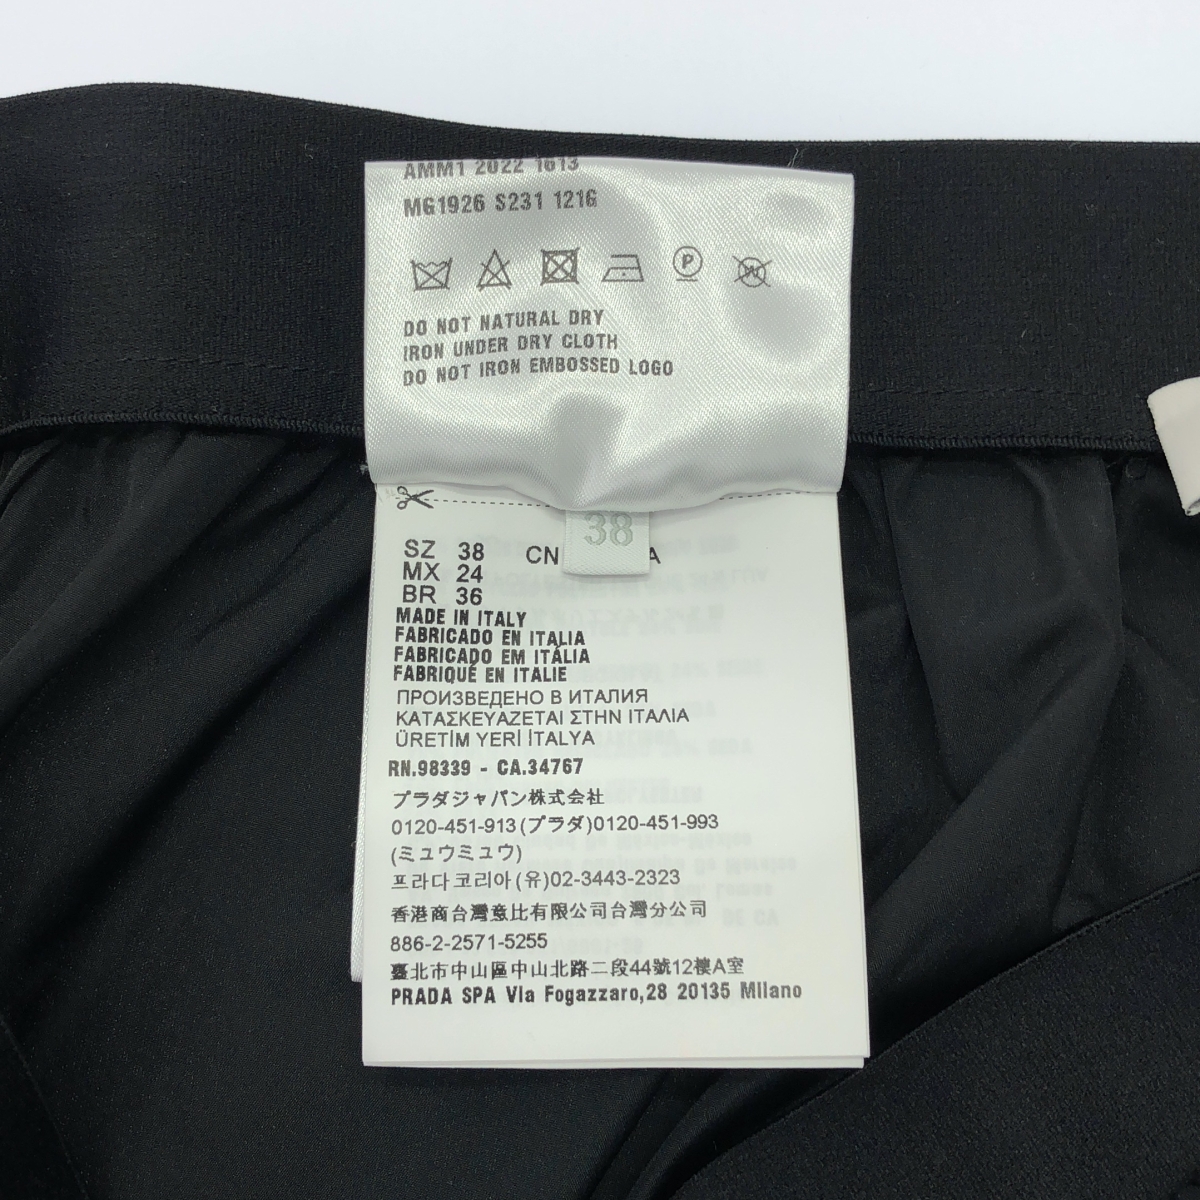 AMM1 2022 1613
MG1926 S231 1216
P
W
DO NOT NATURAL DRY
IRON UNDER DRY CLOTH
DO NOT IRON EMBOSSED LOGO
38
SZ 38 CN A
MX 24
BR 36
MADE IN ITALY
FABRICADO EN ITALIA
FABRICADO EM ITÁLIA
FABRIQUÉ EN ITALIE
ПРОИЗВЕДЕНО В ИТАЛИЯ
ΚΑΤΑΣΚΕΥΑΖΕΤΑΙ ΣΤΗΝ ΙΤΑΛΙΑ
ÜRETİM YERİ İTALYA
RN.98339 - CA.34767
プラダジャパン株式会社
0120-451-913(プラダ)0120-451-993
(ミュウミュウ)
프라다코리아(유)02-3443-2323
香港商台灣意比有限公司台灣分公司
886-2-2571-5255
臺北市中山區中山北路二段44號12樓A室
PRADA SPA Via Fogazzaro,28 20135 Milano